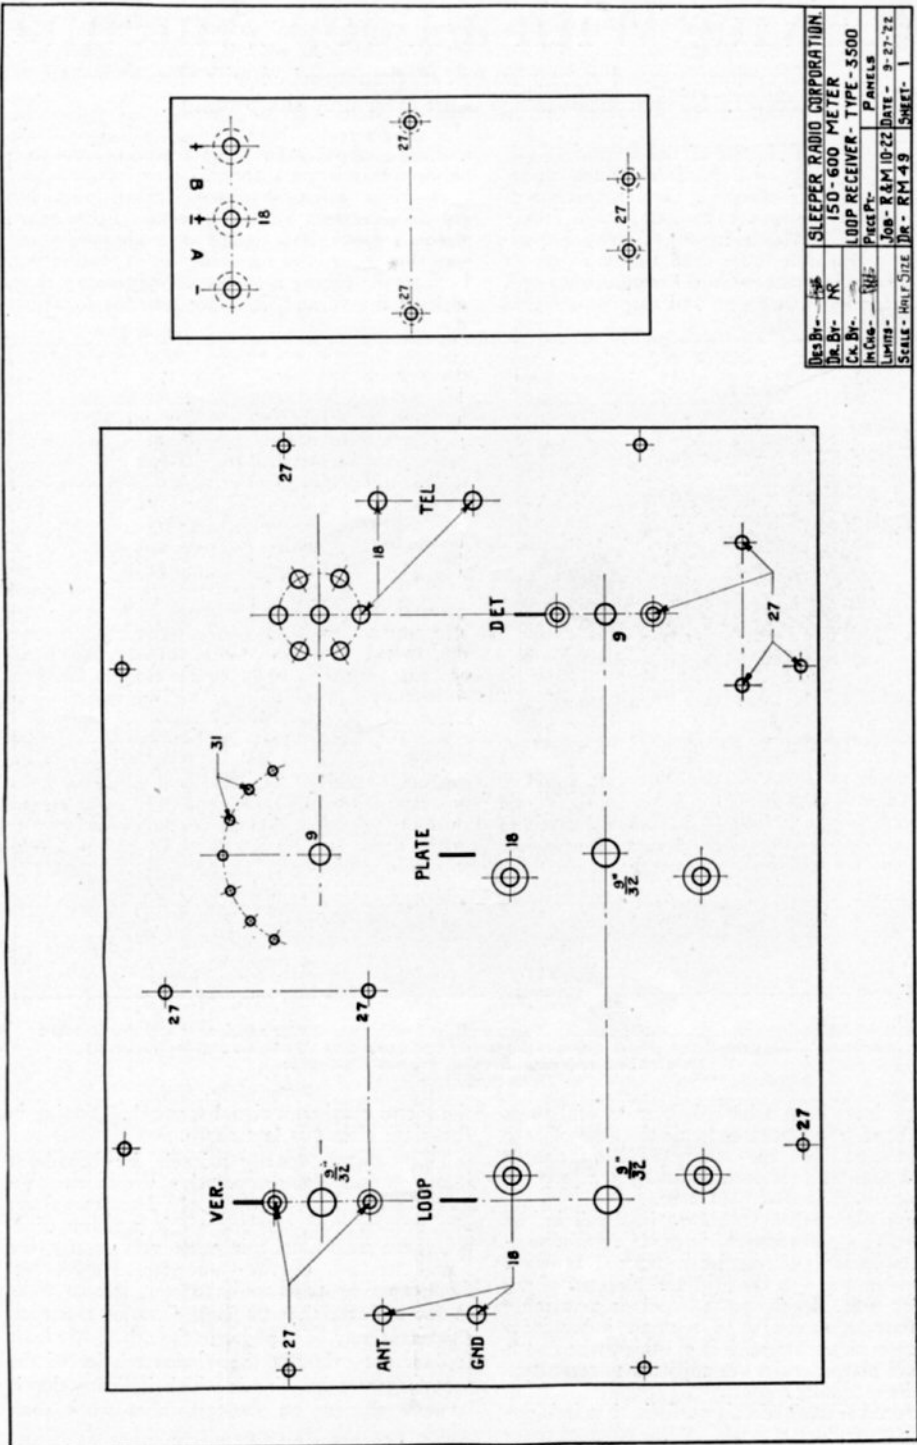 VER.
9/32
27
LOOP
9"/32
ANT
GND
18
27
27
27
27
31
9
PLATE
18
9"/32
27
18
TEL
DET
9
27
- A + B +
18
27
27
27
DES BY-
DR. BY- NR
CK. BY-
IN CHG-
LIMITS-
SCALE- HALF SIZE
SLEEPER RADIO CORPORATION.
150-600 METER
LOOP RECEIVER- TYPE-3500
PIECE PT- PANELS
JOB- R&M 10-22 DATE- 9-27-'22
DR- RM 49 SHEET- 1